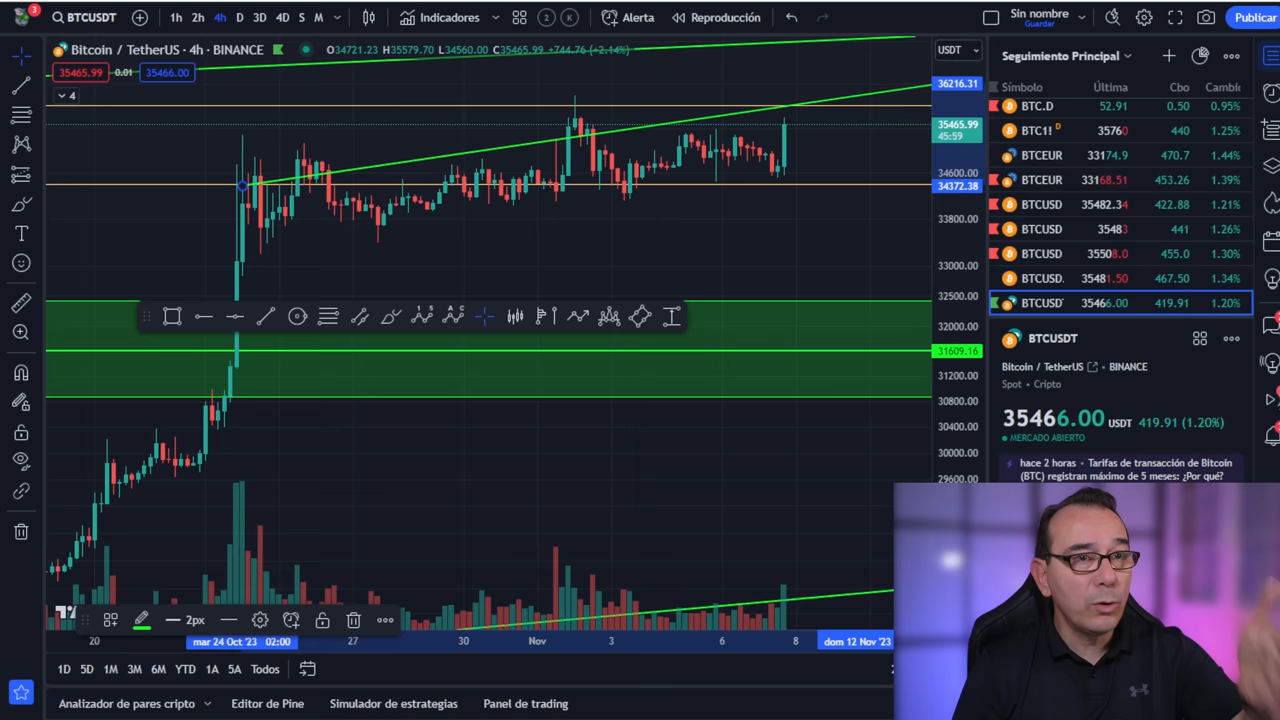 3
BTCUSDT
1h 2h 4h D 3D 4D S M
Indicadores
2 K
Alerta
Reproducción
Sin nombre
Guardar
Publicar
Bitcoin / TetherUS · 4h · BINANCE
O34721.23 H35579.70 L34560.00 C35465.99 +744.76 (+2.14%)
35465.99 0.01 35466.00
4
USDT
36216.31
35465.99
45:59
34600.00
34372.38
33800.00
33000.00
32500.00
32000.00
31609.16
31200.00
30800.00
30400.00
30000.00
29600.00
Seguimiento Principal
Símbolo Última Cbo Cambic
BTC.D 52.91 0.50 0.95%
BTC1! D 35760 440 1.25%
BTCEUR 33174.9 470.7 1.44%
BTCEUR 33168.51 453.26 1.39%
BTCUSD 35482.34 422.88 1.21%
BTCUSD 35483 441 1.26%
BTCUSD 35508.0 455.0 1.30%
BTCUSD. 35481.50 467.50 1.34%
BTCUSD 35466.00 419.91 1.20%
BTCUSDT
Bitcoin / TetherUS · BINANCE
Spot · Cripto
35466.00 USDT 419.91 (1.20%)
MERCADO ABIERTO
hace 2 horas · Tarifas de transacción de Bitcoin
(BTC) registran máximo de 5 meses: ¿Por qué?
2px
20 mar 24 Oct '23 02:00 27 30 Nov 3 6 8 dom 12 Nov '23
1D 5D 1M 3M 6M YTD 1A 5A Todos
Analizador de pares cripto Editor de Pine Simulador de estrategias Panel de trading